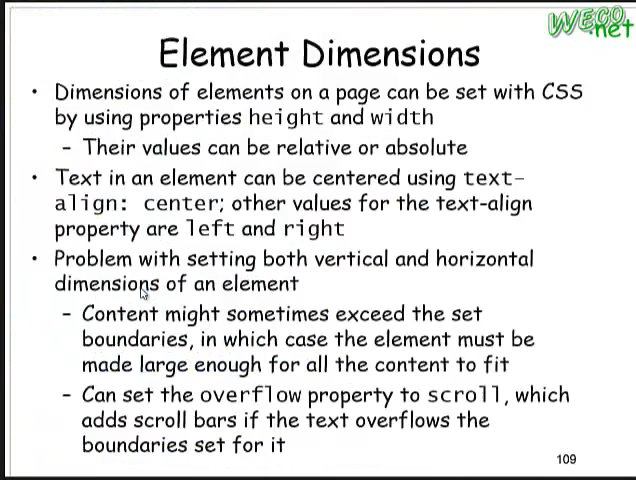 WECO
.net
Element Dimensions
• Dimensions of elements on a page can be set with CSS
by using properties height and width
– Their values can be relative or absolute
• Text in an element can be centered using text-
align: center; other values for the text-align
property are left and right
• Problem with setting both vertical and horizontal
dimensions of an element
– Content might sometimes exceed the set
boundaries, in which case the element must be
made large enough for all the content to fit
– Can set the overflow property to scroll, which
adds scroll bars if the text overflows the
boundaries set for it
109